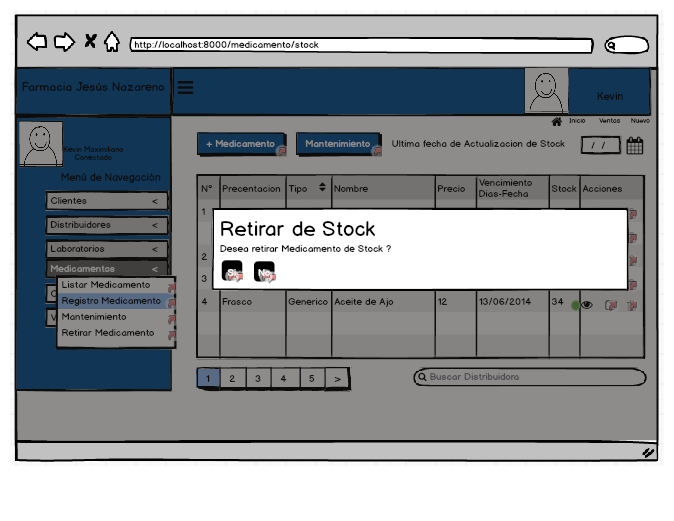 http://localhost:8000/medicamento/stock
Farmacia Jesús Nazareno
Kevin
Inicio Ventas Nuevo
Kevin Maximiliano
Conectado
+ Medicamento Mantenimiento Ultima fecha de Actualizacion de Stock / /
Menú de Navegación
Clientes <
Distribuidores <
Laboratorios <
Medicamentos <
Listar Medicamento
Registro Medicamento
Mantenimiento
Retirar Medicamento
V
N° Precentacion Tipo Nombre Precio Vencimiento Dias-Fecha Stock Acciones
1
Retirar de Stock
Desea retirar Medicamento de Stock ?
Si No
2
3
4 Frasco Generico Aceite de Ajo 12 13/06/2014 34
1 2 3 4 5 >
Buscar Distribuidora